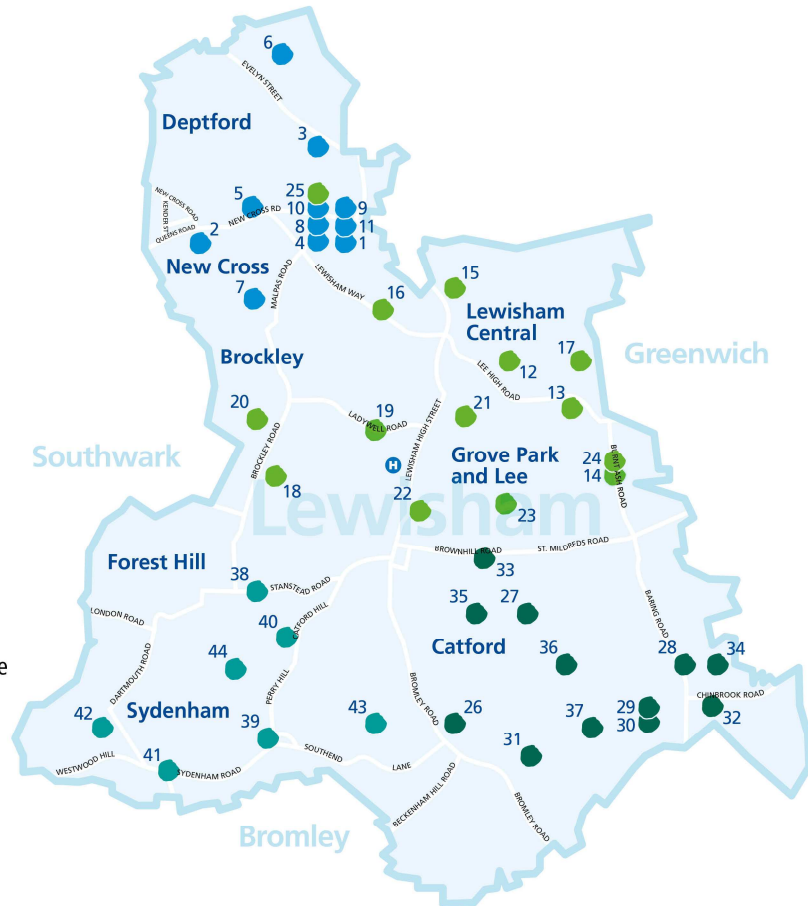 6
EVELYN STREET
Deptford
3
25
5
10
9
NEW CROSS ROAD
KENDER ST
NEW CROSS RD
8
11
2
QUEENS ROAD
4
1
New Cross
7
MALPAS ROAD
LEWISHAM WAY
16
15
Lewisham
Central
Brockley
12
17
Greenwich
LEE HIGH ROAD
13
20
19
LADYWELL ROAD
21
LEWISHAM HIGH STREET
BROCKLEY ROAD
Southwark
H
Grove Park
and Lee
24
14
BURNT ASH ROAD
18
22
23
Lewisham
BROWNHILL ROAD
ST. MILDREDS ROAD
33
Forest Hill
38
STANSTEAD ROAD
35
27
BARING ROAD
LONDON ROAD
40
CATFORD HILL
Catford
44
36
28
34
e
DARTMOUTH ROAD
PERRY HILL
BROMLEY ROAD
CHINBROOK ROAD
Sydenham
42
39
43
26
37
29
30
32
WESTWOOD HILL
41
SYDENHAM ROAD
SOUTHEND
LANE
31
BECKENHAM HILL ROAD
BROMLEY ROAD
Bromley